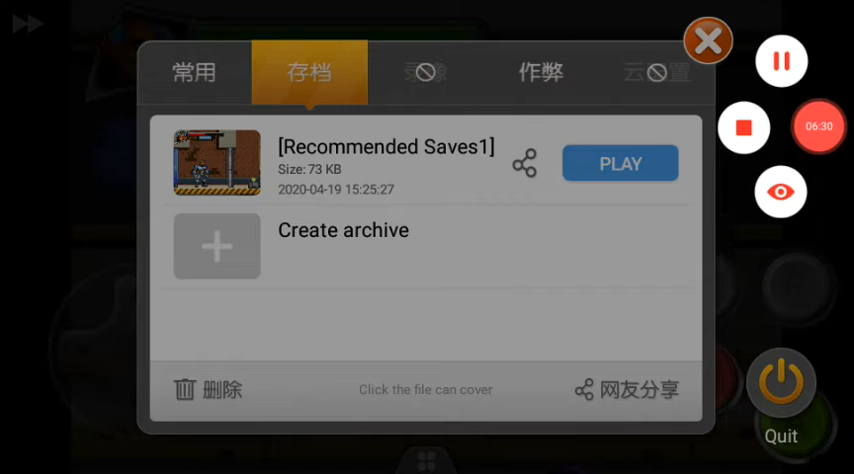 常用
存档
作弊
06:30
[Recommended Saves1]
Size: 73 KB
2020-04-19 15:25:27
PLAY
Create archive
删除
Click the file can cover
网友分享
Quit